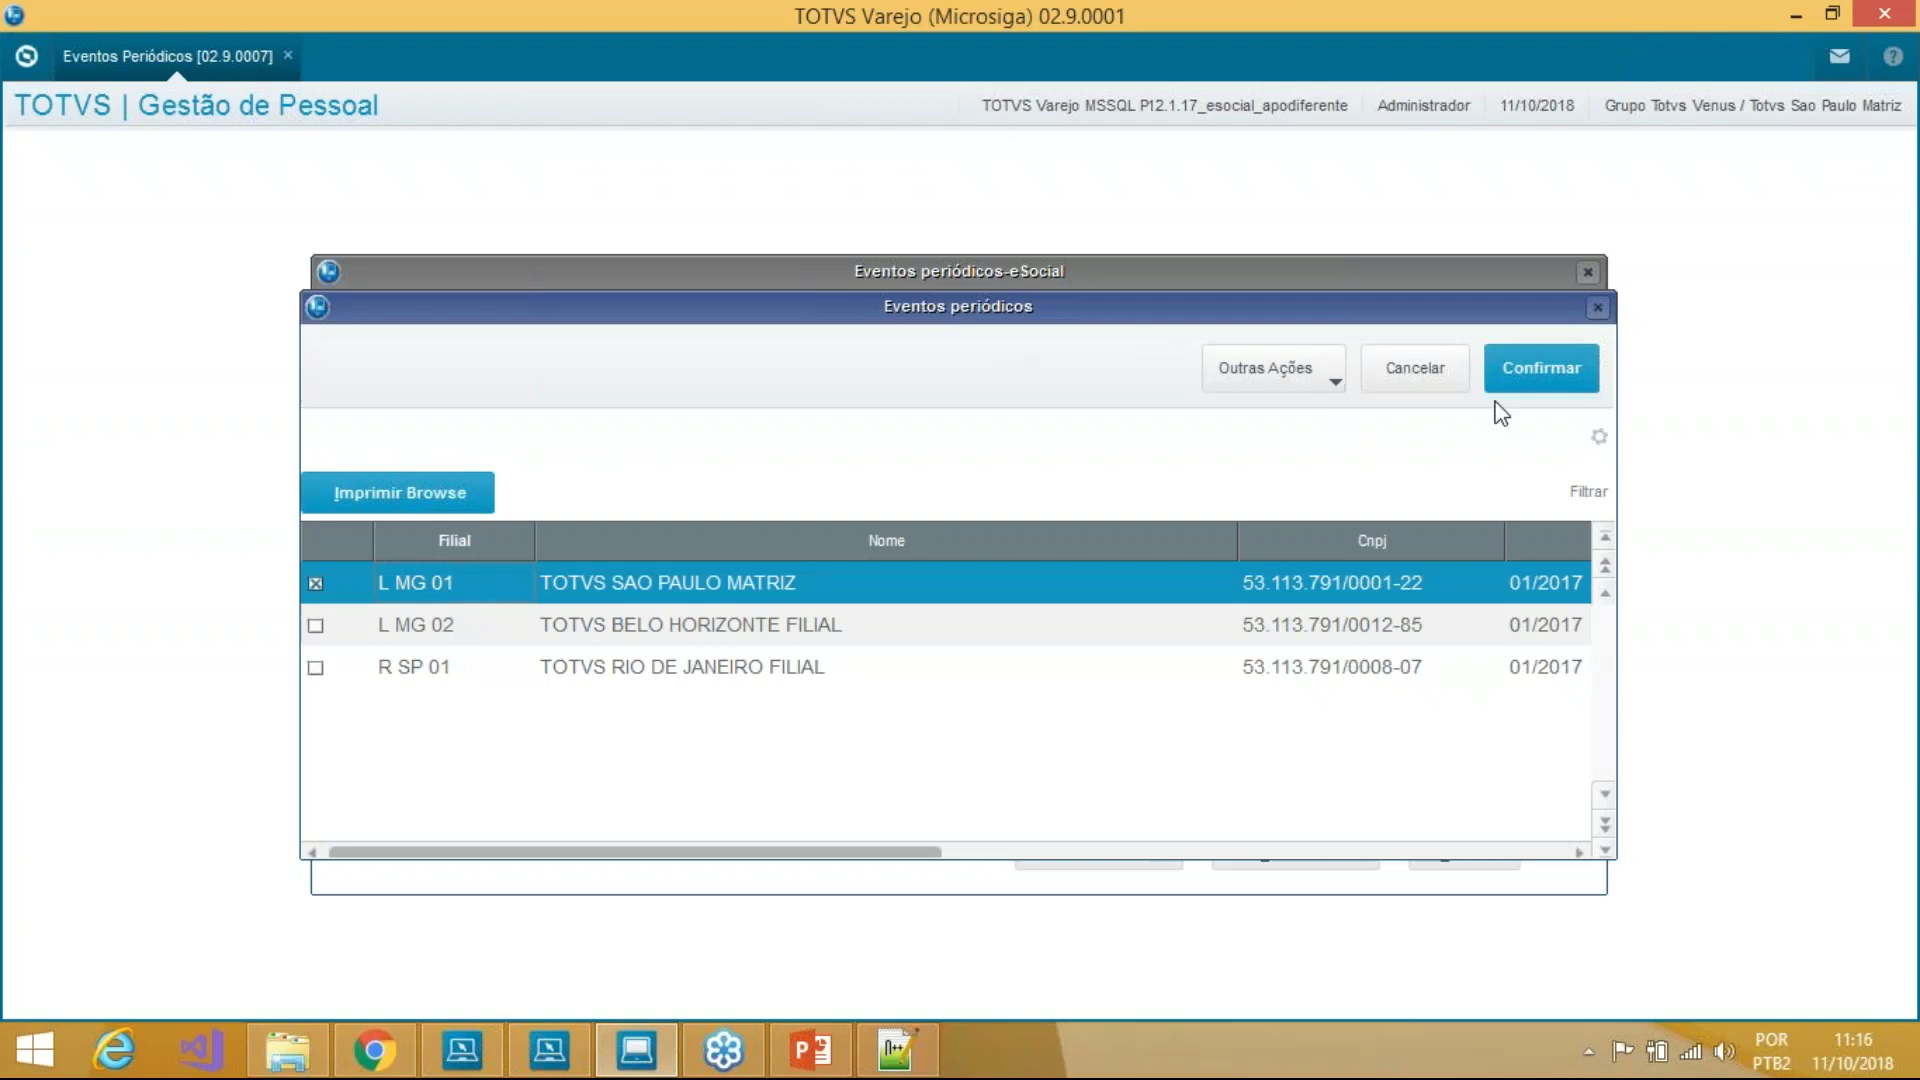 TOTVS Varejo (Microsiga) 02.9.0001
Eventos Periódicos [02.9.0007]
TOTVS | Gestão de Pessoal
TOTVS Varejo MSSQL P12.1.17_esocial_apodiferente Administrador 11/10/2018 Grupo Totvs Venus / Totvs Sao Paulo Matriz
Eventos periódicos-eSocial
Eventos periódicos
Outras Ações Cancelar Confirmar
Imprimir Browse Filtrar
Filial Nome Cnpj
L MG 01 TOTVS SAO PAULO MATRIZ 53.113.791/0001-22 01/2017
L MG 02 TOTVS BELO HORIZONTE FILIAL 53.113.791/0012-85 01/2017
R SP 01 TOTVS RIO DE JANEIRO FILIAL 53.113.791/0008-07 01/2017
POR 11:16
PTB2 11/10/2018